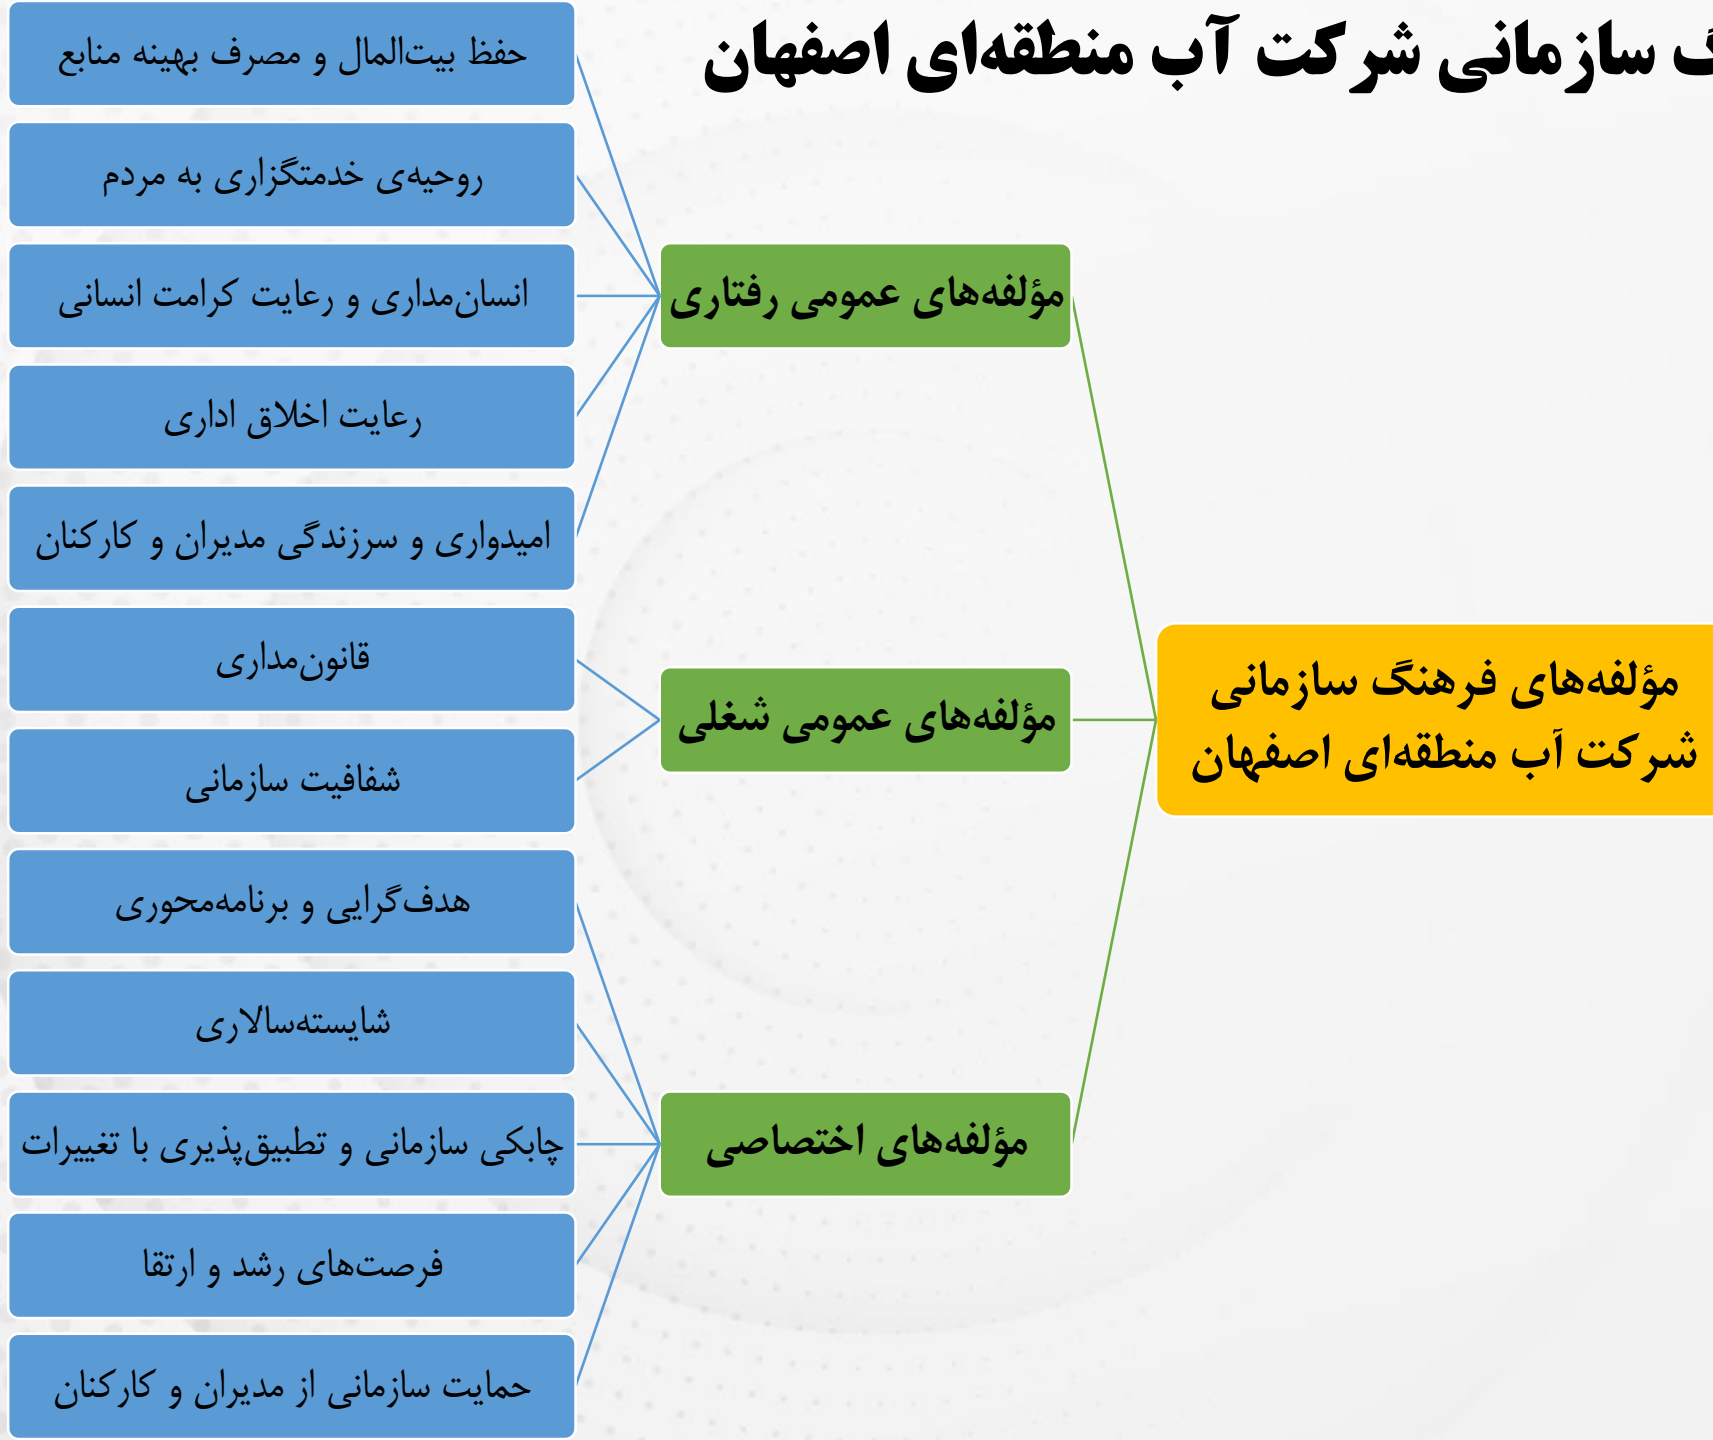 سازمانی شرکت آب منطقه‌ای اصفهان
مؤلفه‌های فرهنگ سازمانی
شرکت آب منطقه‌ای اصفهان
مؤلفه‌های عمومی رفتاری
حفظ بیت‌المال و مصرف بهینه منابع
روحیه‌ی خدمتگزاری به مردم
انسان‌مداری و رعایت کرامت انسانی
رعایت اخلاق اداری
امیدواری و سرزندگی مدیران و کارکنان
مؤلفه‌های عمومی شغلی
قانون‌مداری
شفافیت سازمانی
مؤلفه‌های اختصاصی
هدف‌گرایی و برنامه‌محوری
شایسته‌سالاری
چابکی سازمانی و تطبیق‌پذیری با تغییرات
فرصت‌های رشد و ارتقا
حمایت سازمانی از مدیران و کارکنان